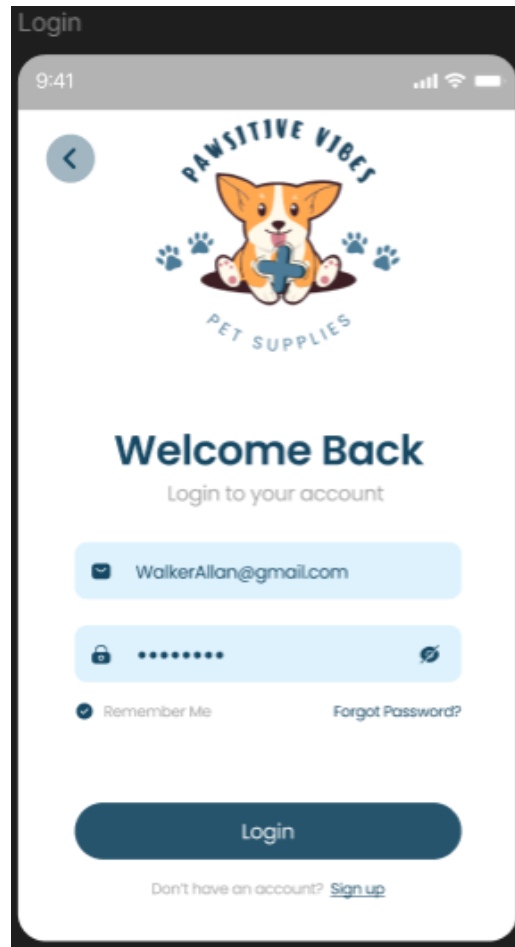 Login
9:41
PAWSITIVE VIBES
PET SUPPLIES
Welcome Back
Login to your account
WalkerAllan@gmail.com
••••••••
Remember Me
Forgot Password?
Login
Don't have an account? Sign up